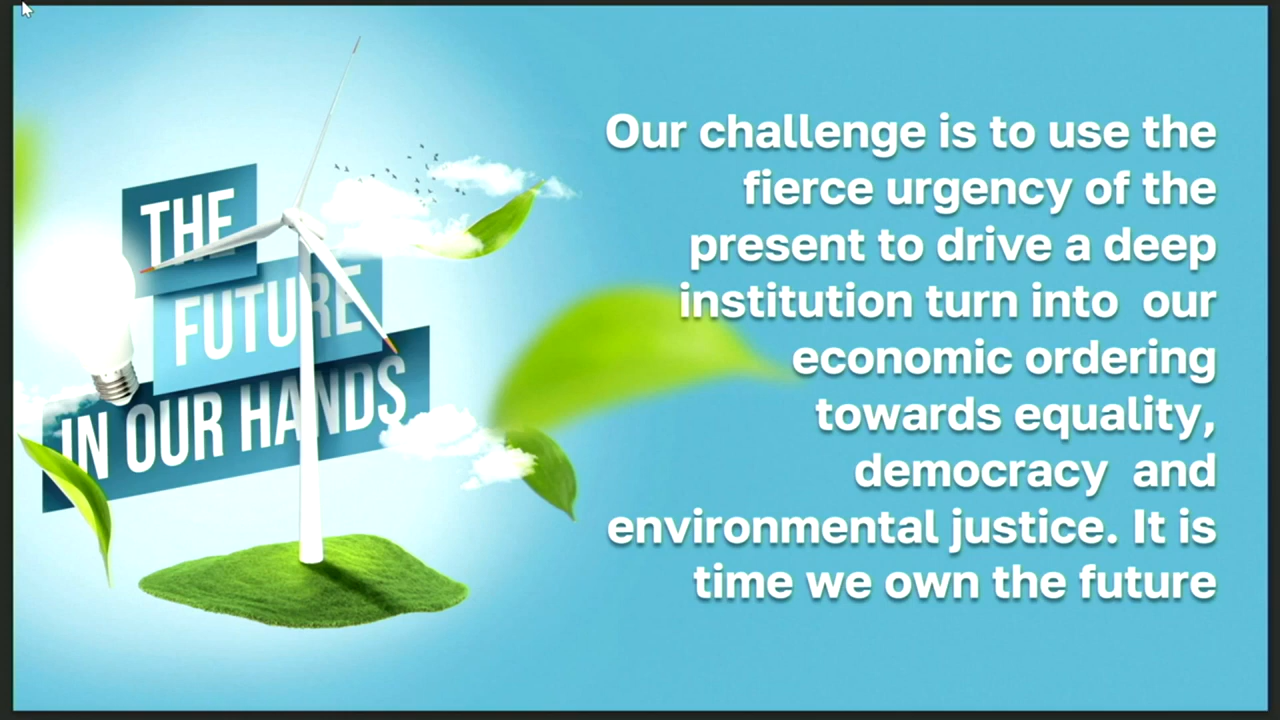 THE
FUTURE
IN OUR HANDS
Our challenge is to use the
fierce urgency of the
present to drive a deep
institution turn into  our
economic ordering
towards equality,
democracy  and
environmental justice. It is
time we own the future